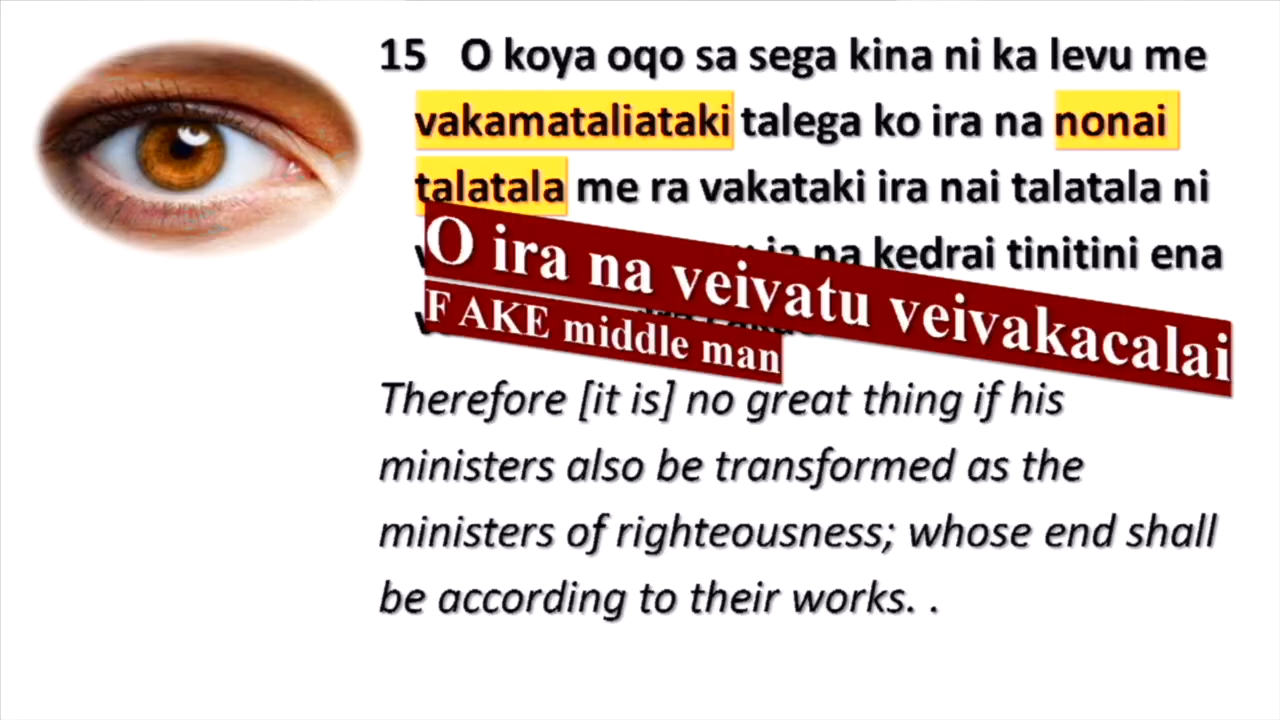 15 O koya oqo sa sega kina ni ka levu me
vakamataliataki talega ko ira na nonai
talatala me ra vakataki ira nai talatala ni
na kedrai tinitini ena
O ira na veivatu veivakacalai
F AKE middle man
Therefore [it is] no great thing if his
ministers also be transformed as the
ministers of righteousness; whose end shall
be according to their works. .